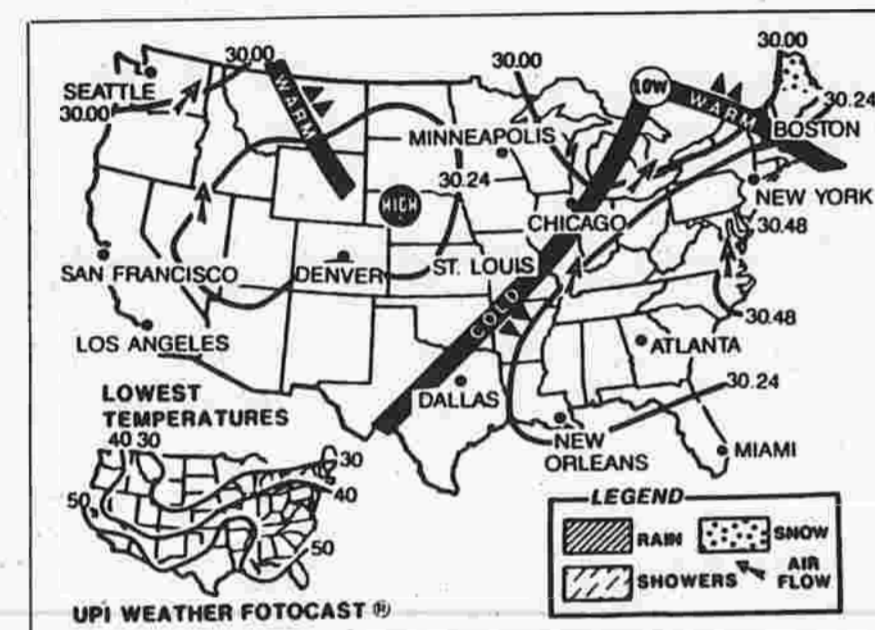 30.00
SEATTLE
30.00
WARM
30.00
LOW
WARM
30.00
30.24
BOSTON
MINNEAPOLIS
30.24
HIGH
NEW YORK
CHICAGO
30.48
SAN FRANCISCO
DENVER
ST. LOUIS
COLD
30.48
LOS ANGELES
ATLANTA
30.24
DALLAS
NEW
ORLEANS
MIAMI
LOWEST
TEMPERATURES
40 30
30
40
50
50
LEGEND
RAIN
SNOW
SHOWERS
AIR
FLOW
UPI WEATHER FOTOCAST ®